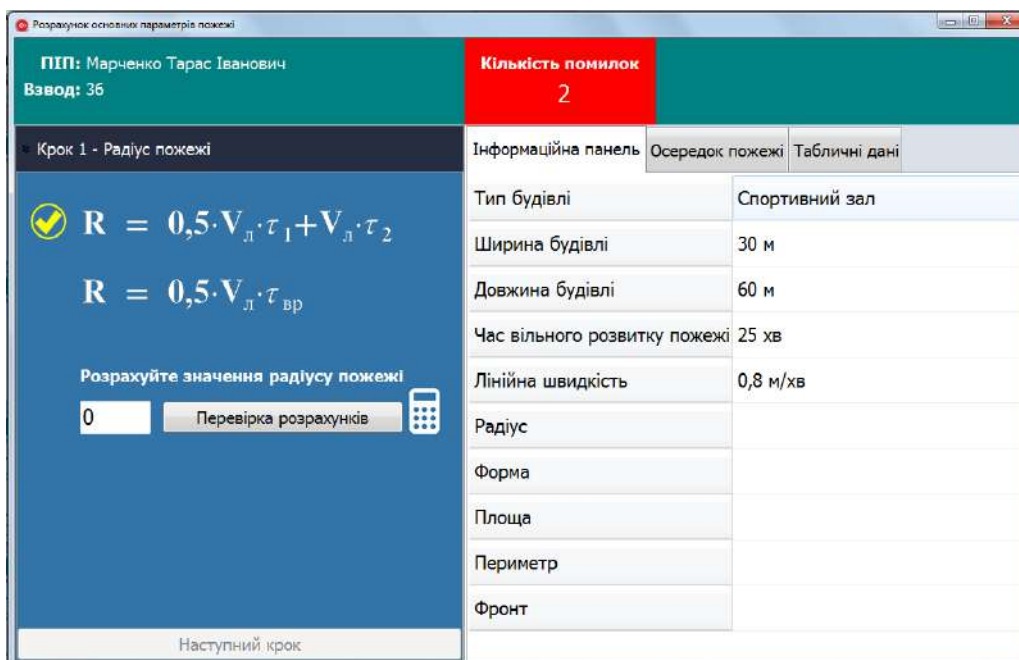 Розрахунок основних параметрів пожежі
ПІП: Марченко Тарас Іванович
Взвод: 36
Кількість помилок
2
Крок 1 - Радіус пожежі
R = 0,5·Vл·τ1+Vл·τ2
R = 0,5·Vл·τвр
Розрахуйте значення радіусу пожежі
0 Перевірка розрахунків
Наступний крок
Інформаційна панель Осередок пожежі Табличні дані
Тип будівлі Спортивний зал
Ширина будівлі 30 м
Довжина будівлі 60 м
Час вільного розвитку пожежі 25 хв
Лінійна швидкість 0,8 м/хв
Радіус
Форма
Площа
Периметр
Фронт